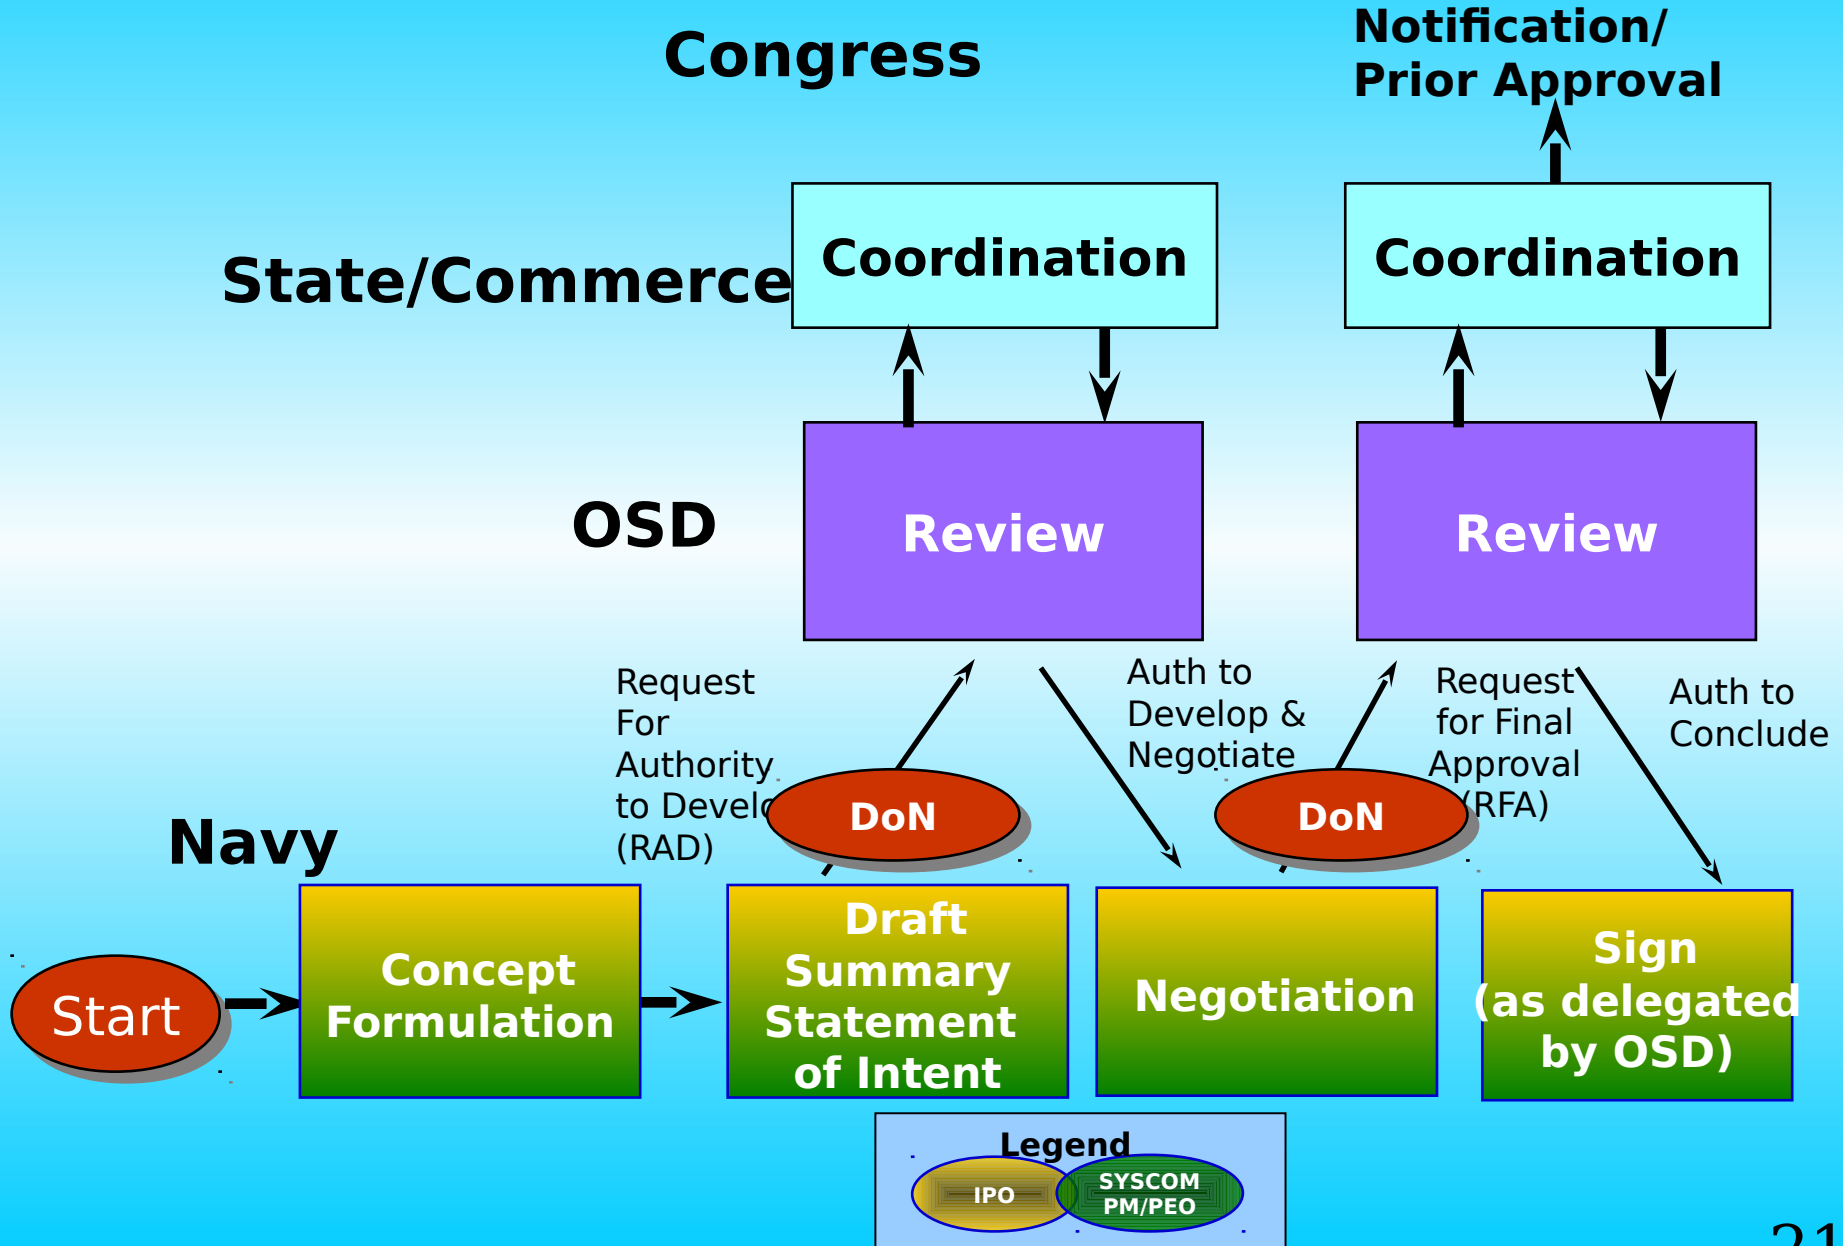 Congress
Notification/
Prior Approval
State/Commerce
Coordination
Coordination
OSD
Review
Review
Request
For
Authority
to Develo
(RAD)
Auth to
Develop &
Negotiate
Request
for Final
Approval
(RFA)
Auth to
Conclude
DoN
DoN
Navy
Start
Concept
Formulation
Draft
Summary
Statement
of Intent
Negotiation
Sign
(as delegated
by OSD)
Legend
IPO
SYSCOM
PM/PEO
21